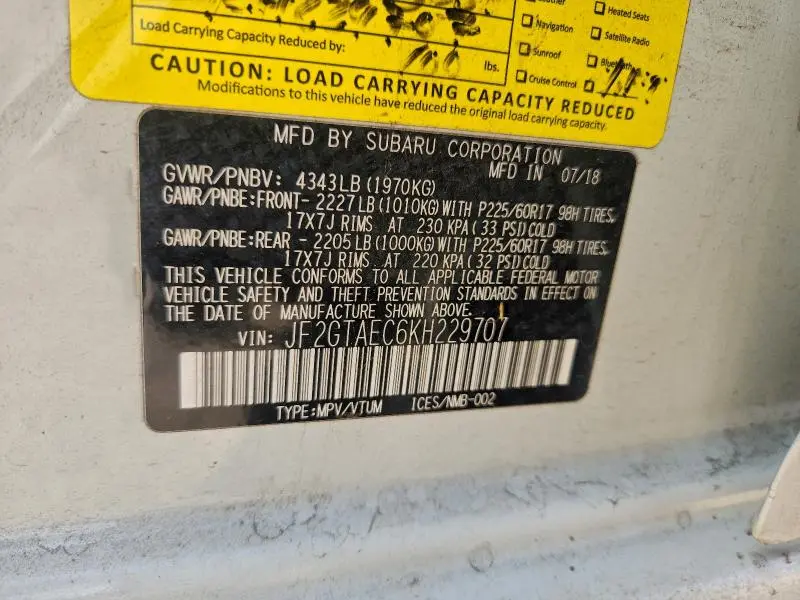 Heated Seats
Navigation
Satellite Radio
Load Carrying Capacity Reduced by:
lbs.
Sunroof
Cruise Control
CAUTION: LOAD CARRYING CAPACITY REDUCED
Modifications to this vehicle have reduced the original load carrying capacity.
MFD BY SUBARU CORPORATION
MFD IN 07/18
GVWR/PNBV: 4343LB (1970KG)
GAWR/PNBE:FRONT- 2227LB (1010KG) WITH P225/60R17 98H TIRES,
17X7J RIMS AT 230 KPA (33 PSI) COLD
GAWR/PNBE:REAR - 2205LB (1000KG) WITH P225/60R17 98H TIRES,
17X7J RIMS AT 220 KPA (32 PSI) COLD
THIS VEHICLE CONFORMS TO ALL APPLICABLE FEDERAL MOTOR
VEHICLE SAFETY AND THEFT PREVENTION STANDARDS IN EFFECT ON
THE DATE OF MANUFACTURE SHOWN ABOVE.
VIN: JF2GTAEC6KH229707
TYPE:MPV/VTUM ICES/NMB-002